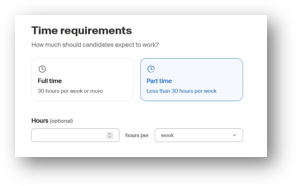 Time requirements
How much should candidates expect to work?
Full time
30 hours per week or more
Part time
Less than 30 hours per week
Hours (optional)
hours per
week